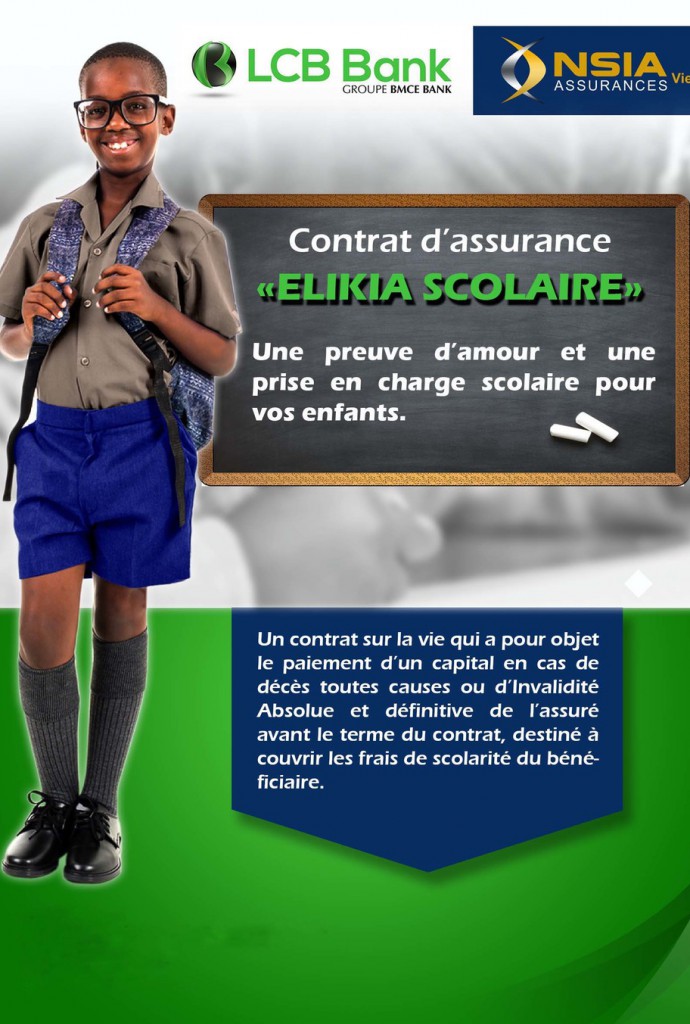 LCB Bank
GROUPE BMCE BANK
NSIA
ASSURANCES Vie
Contrat d'assurance
«ELIKIA SCOLAIRE»
Une preuve d'amour et une
prise en charge scolaire pour
vos enfants.
Un contrat sur la vie qui a pour objet
le paiement d'un capital en cas de
décès toutes causes ou d'Invalidité
Absolue et définitive de l'assuré
avant le terme du contrat, destiné à
couvrir les frais de scolarité du béné-
ficiaire.